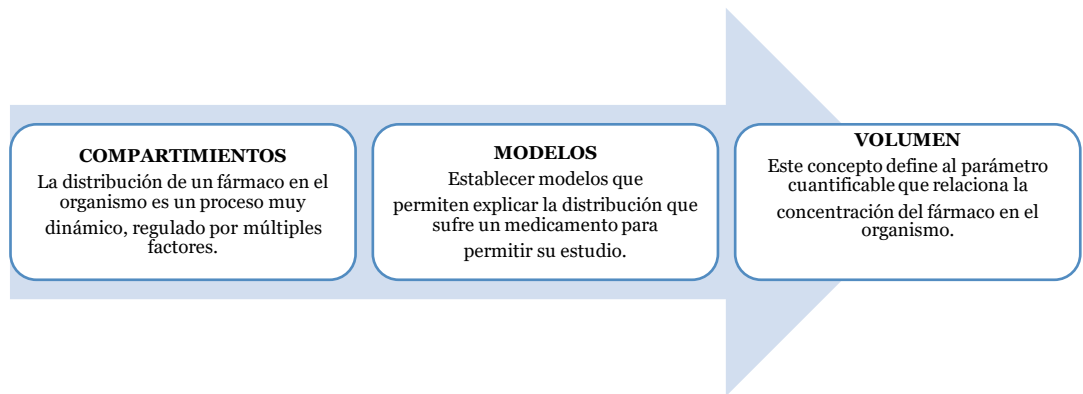 COMPARTIMIENTOS
La distribución de un fármaco en el
organismo es un proceso muy
dinámico, regulado por múltiples
factores.
MODELOS
Establecer modelos que
permiten explicar la distribución que
sufre un medicamento para
permitir su estudio.
VOLUMEN
Este concepto define al parámetro
cuantificable que relaciona la
concentración del fármaco en el
organismo.